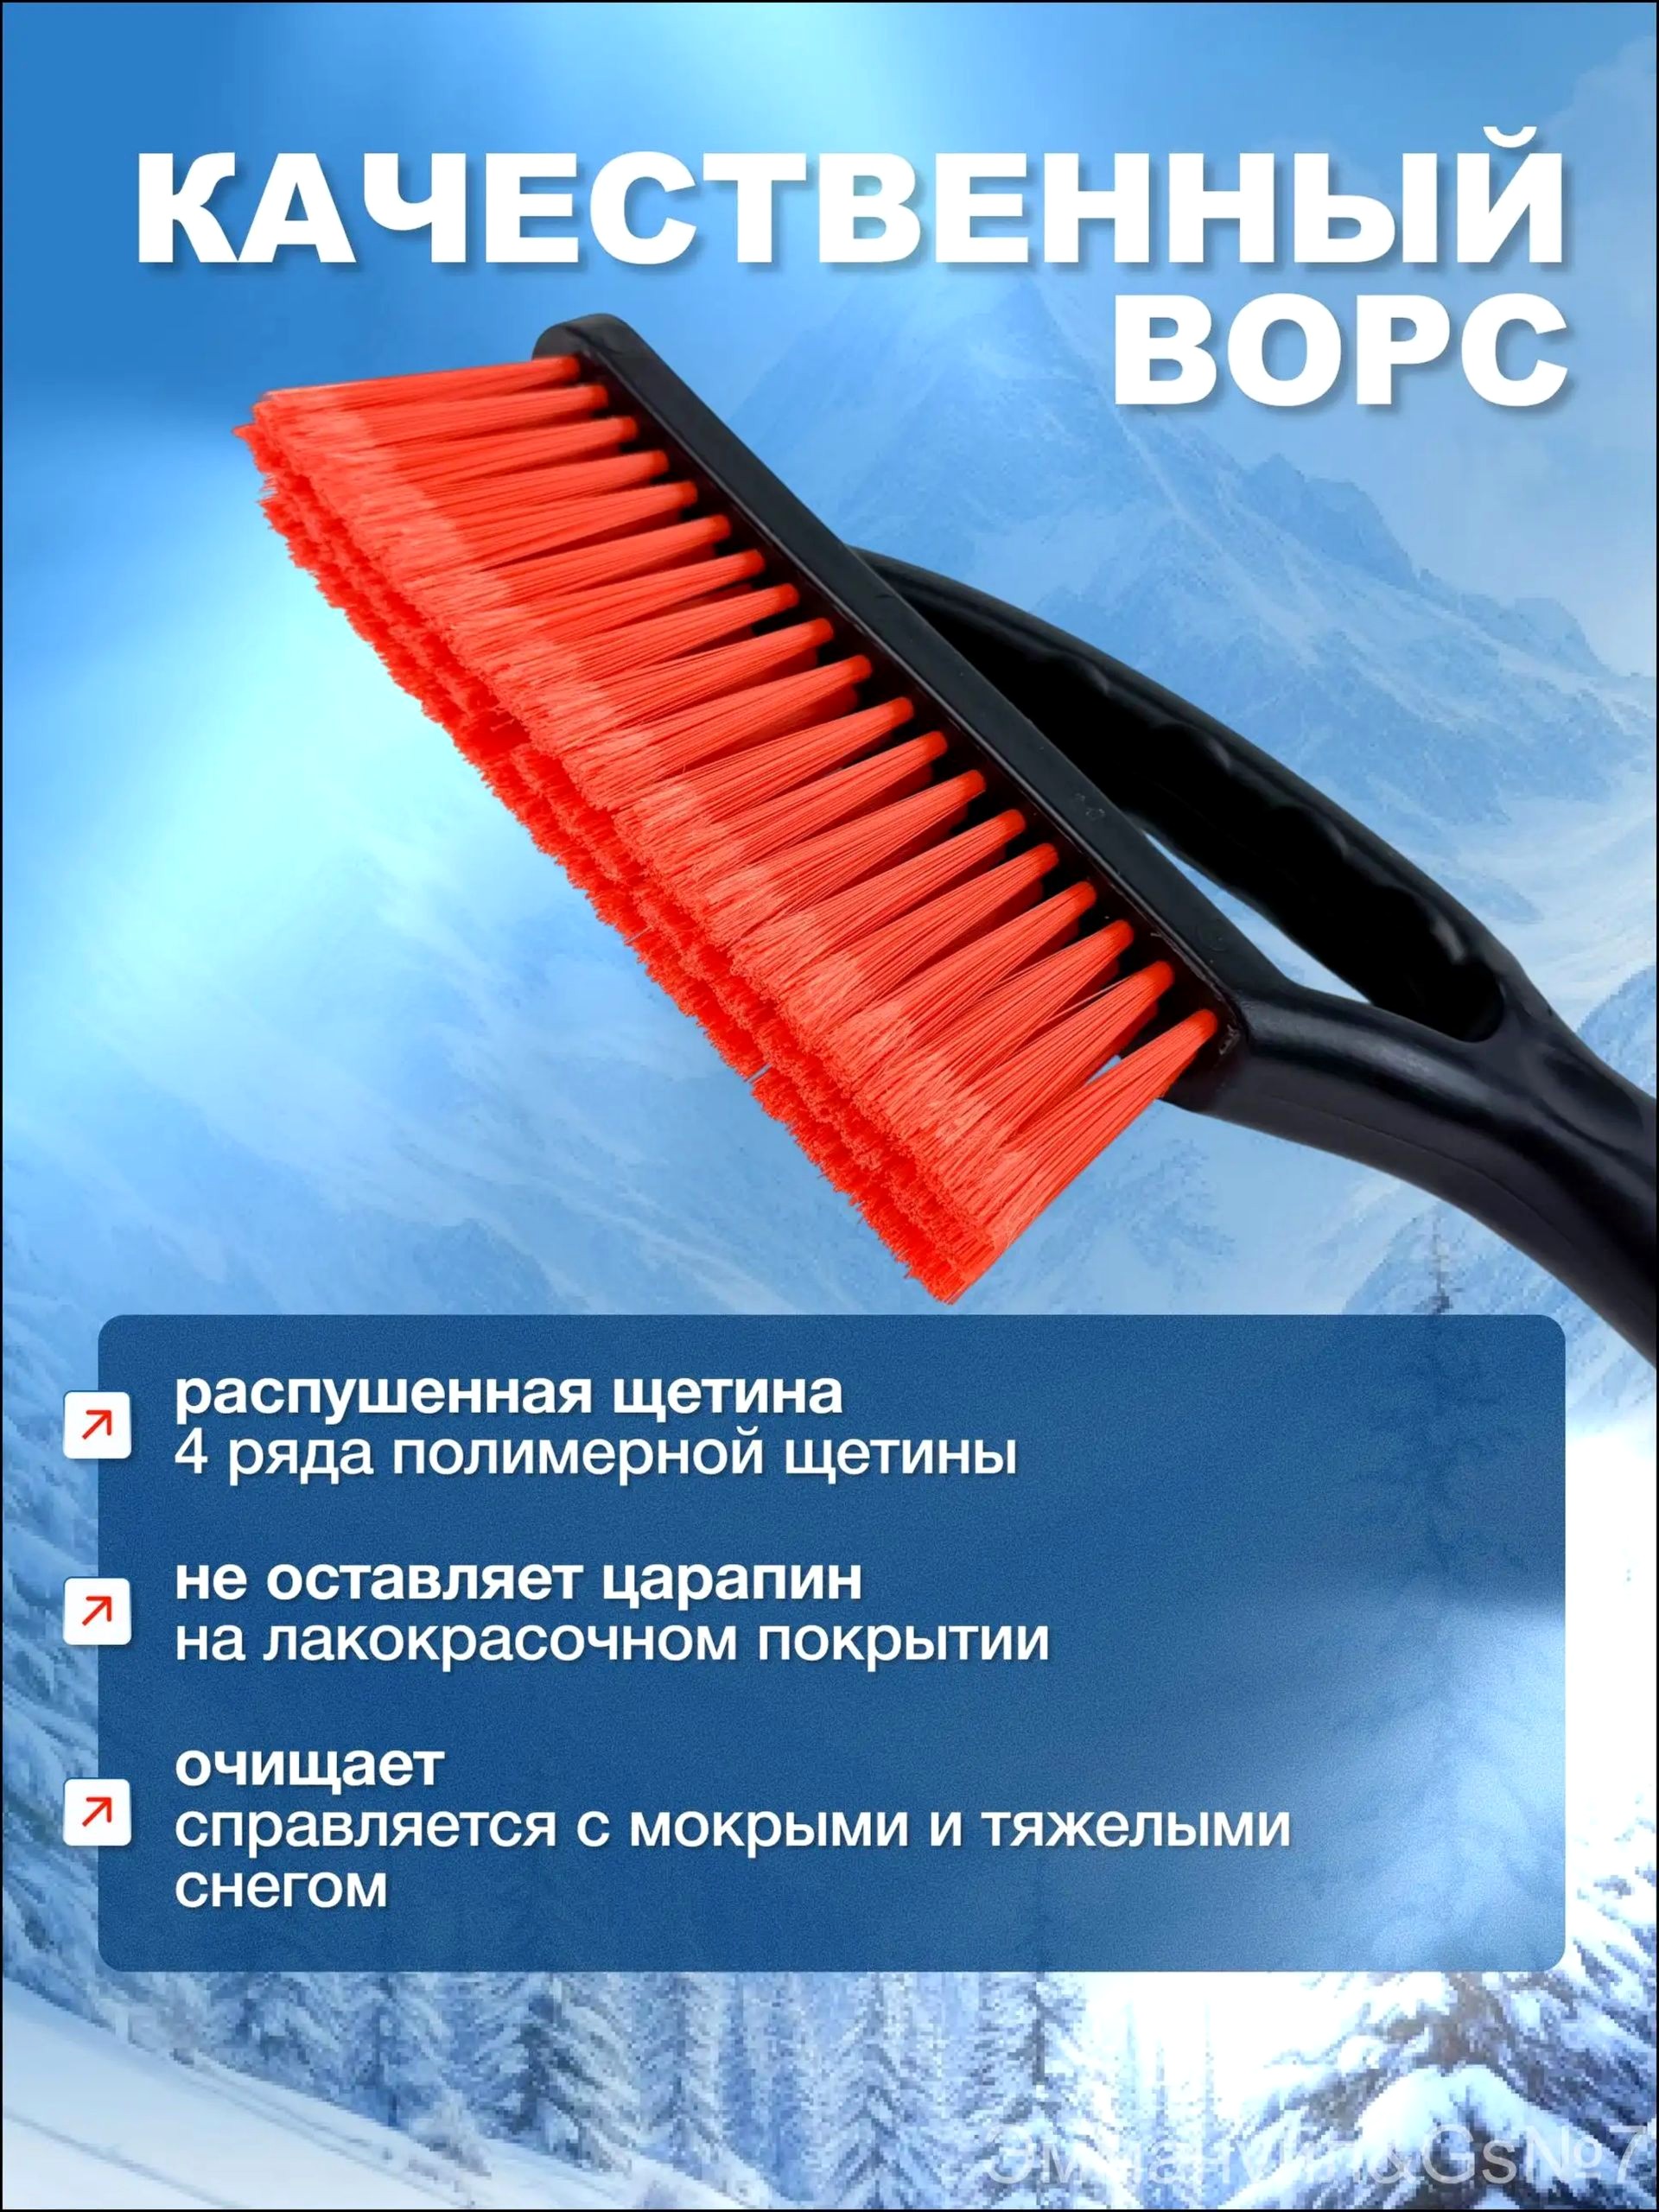 КАЧЕСТВЕННЫЙ
ВОРС
распушенная щетина
4 ряда полимерной щетины
не оставляет царапин
на лакокрасочном покрытии
очищает
справляется с мокрыми и тяжелыми
снегом